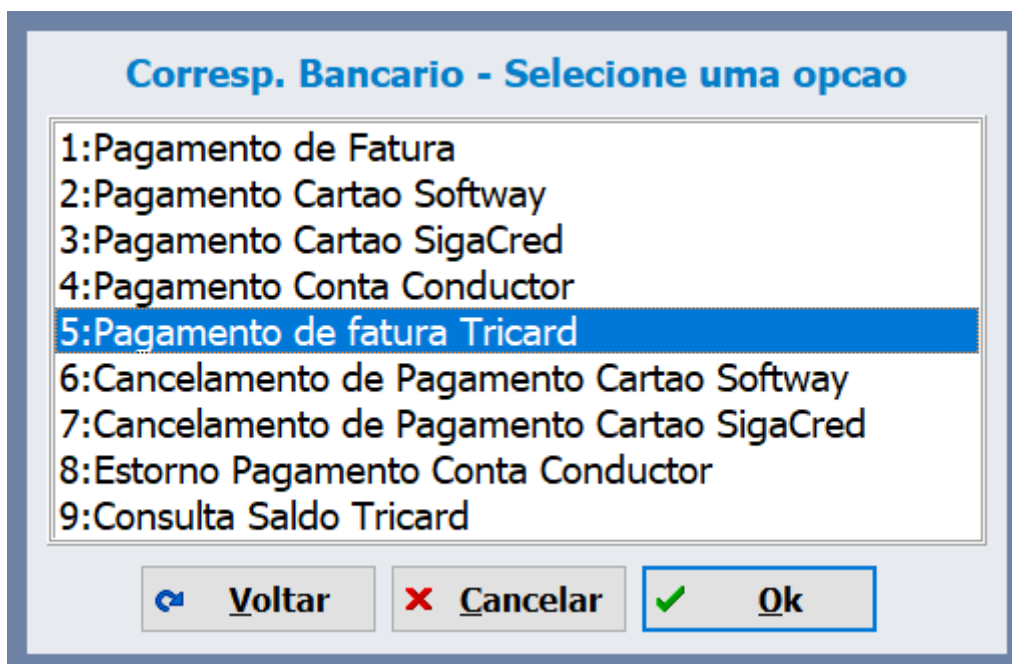 Corresp. Bancario - Selecione uma opcao
1:Pagamento de Fatura
2:Pagamento Cartao Softway
3:Pagamento Cartao SigaCred
4:Pagamento Conta Conductor
5:Pagamento de fatura Tricard
6:Cancelamento de Pagamento Cartao Softway
7:Cancelamento de Pagamento Cartao SigaCred
8:Estorno Pagamento Conta Conductor
9:Consulta Saldo Tricard
Voltar Cancelar Ok